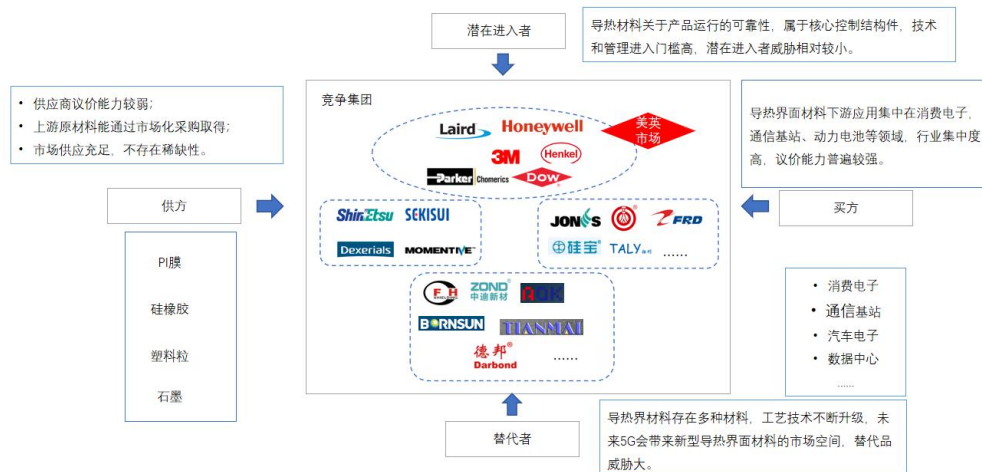 潜在进入者
导热材料关于产品运行的可靠性，属于核心控制结构件，技术
和管理进入门槛高，潜在进入者威胁相对较小。
• 供应商议价能力较弱；
• 上游原材料能通过市场化采购取得；
• 市场供应充足，不存在稀缺性。
竞争集团
Laird
Honeywell
美英
市场
3M
Henkel
Parker Chomerics
Dow
导热界面材料下游应用集中在消费电子，
通信基站、动力电池等领域，行业集中度
高，议价能力普遍较强。
供方
买方
ShinEtsu
SEKISUI
Dexerials
MOMENTIVE
JONES
FRD
硅宝
TALY
......
PI膜
硅橡胶
塑料粒
石墨
FH
ZOND
中迪新材
AOK
BORNSUN
TIANMAI
德邦
Darbond
......
• 消费电子
• 通信基站
• 汽车电子
• 数据中心
......
替代者
导热界材料存在多种材料，工艺技术不断升级，未
来5G会带来新型导热界面材料的市场空间，替代品
威胁大。